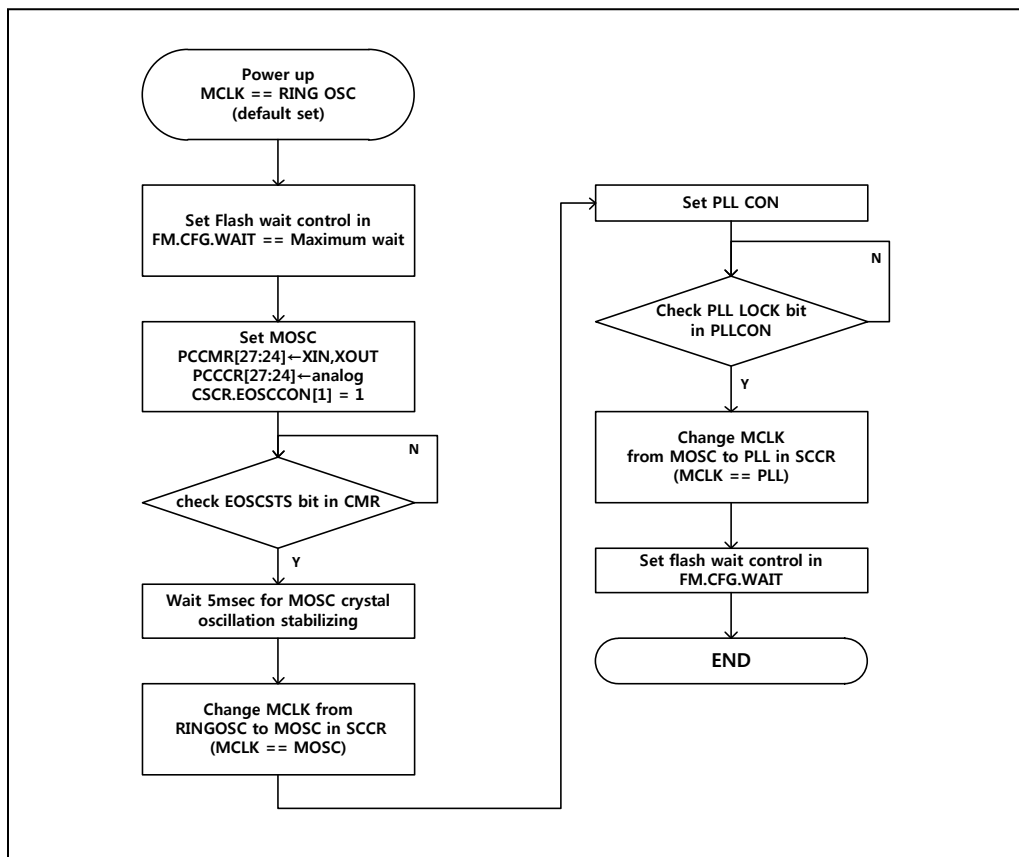 Power up
MCLK == RING OSC
(default set)
Set Flash wait control in
FM.CFG.WAIT == Maximum wait
Set MOSC
PCCMR[27:24]←XIN,XOUT
PCCCR[27:24]←analog
CSCR.EOSCCON[1] = 1
N
check EOSCSTS bit in CMR
Y
Wait 5msec for MOSC crystal
oscillation stabilizing
Change MCLK from
RINGOSC to MOSC in SCCR
(MCLK == MOSC)
Set PLL CON
N
Check PLL LOCK bit
in PLLCON
Y
Change MCLK
from MOSC to PLL in SCCR
(MCLK == PLL)
Set flash wait control in
FM.CFG.WAIT
END